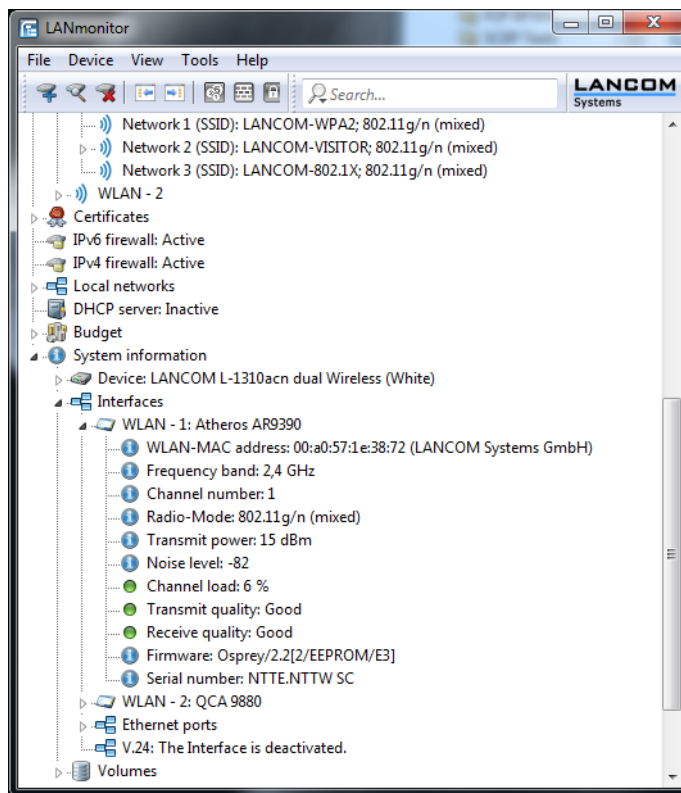 LANmonitor
File Device View Tools Help
Search...
LANCOM
Systems
Network 1 (SSID): LANCOM-WPA2; 802.11g/n (mixed)
Network 2 (SSID): LANCOM-VISITOR; 802.11g/n (mixed)
Network 3 (SSID): LANCOM-802.1X; 802.11g/n (mixed)
WLAN - 2
Certificates
IPv6 firewall: Active
IPv4 firewall: Active
Local networks
DHCP server: Inactive
Budget
System information
Device: LANCOM L-1310acn dual Wireless (White)
Interfaces
WLAN - 1: Atheros AR9390
WLAN-MAC address: 00:a0:57:1e:38:72 (LANCOM Systems GmbH)
Frequency band: 2,4 GHz
Channel number: 1
Radio-Mode: 802.11g/n (mixed)
Transmit power: 15 dBm
Noise level: -82
Channel load: 6 %
Transmit quality: Good
Receive quality: Good
Firmware: Osprey/2.2[2/EEPROM/E3]
Serial number: NTTE.NTTW SC
WLAN - 2: QCA 9880
Ethernet ports
V.24: The Interface is deactivated.
Volumes